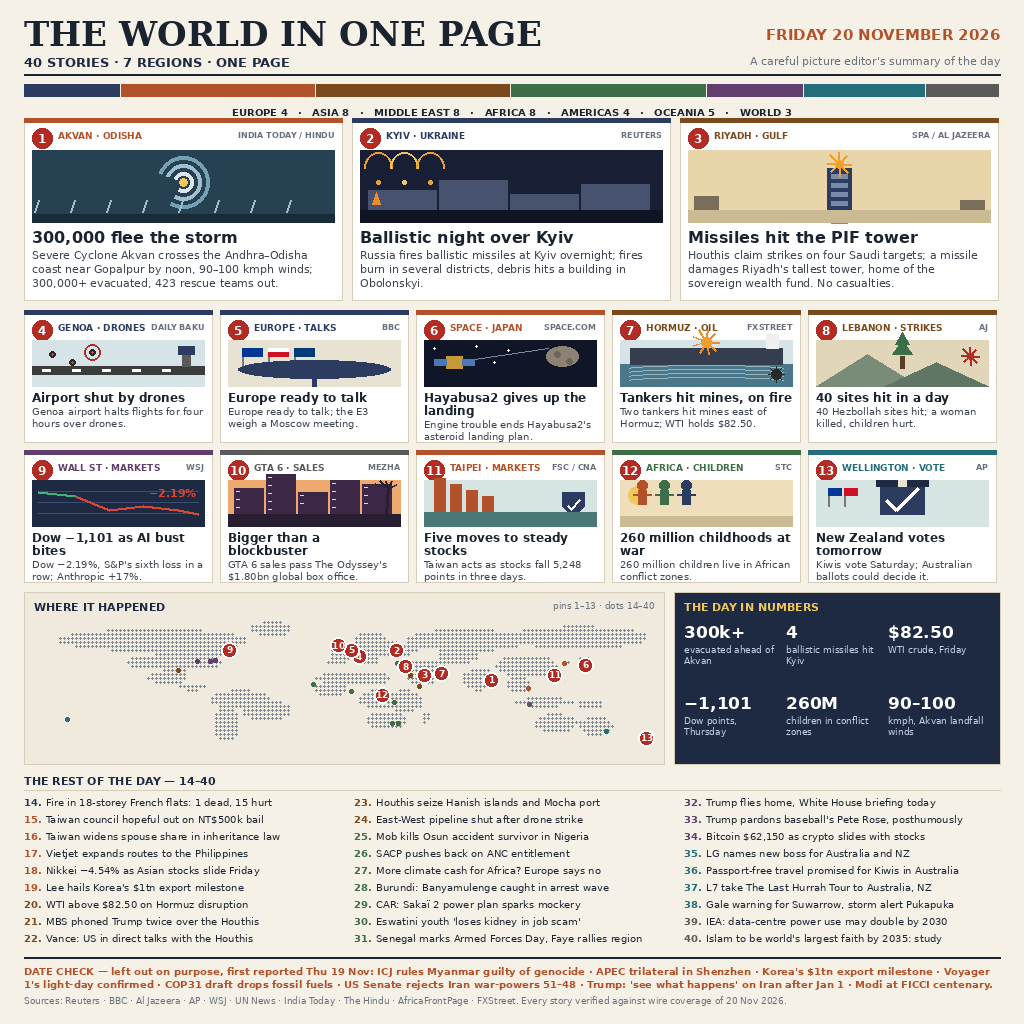 THE WORLD IN ONE PAGE
FRIDAY 20 NOVEMBER 2026
40 STORIES · 7 REGIONS · ONE PAGE
A careful picture editor's summary of the day
EUROPE 4 · ASIA 8 · MIDDLE EAST 8 · AFRICA 8 · AMERICAS 4 · OCEANIA 5 · WORLD 3
1 AKVAN · ODISHA INDIA TODAY / HINDU
300,000 flee the storm
Severe Cyclone Akvan crosses the Andhra–Odisha
coast near Gopalpur by noon, 90–100 kmph winds;
300,000+ evacuated, 423 rescue teams out.
2 KYIV · UKRAINE REUTERS
Ballistic night over Kyiv
Russia fires ballistic missiles at Kyiv overnight; fires
burn in several districts, debris hits a building in
Obolonskyi.
3 RIYADH · GULF SPA / AL JAZEERA
Missiles hit the PIF tower
Houthis claim strikes on four Saudi targets; a missile
damages Riyadh's tallest tower, home of the
sovereign wealth fund. No casualties.
4 GENOA · DRONES DAILY BAKU
Airport shut by drones
Genoa airport halts flights for four
hours over drones.
5 EUROPE · TALKS BBC
Europe ready to talk
Europe ready to talk; the E3
weigh a Moscow meeting.
6 SPACE · JAPAN SPACE.COM
Hayabusa2 gives up the
landing
Engine trouble ends Hayabusa2's
asteroid landing plan.
7 HORMUZ · OIL FXSTREET
Tankers hit mines, on fire
Two tankers hit mines east of
Hormuz; WTI holds $82.50.
8 LEBANON · STRIKES AJ
40 sites hit in a day
40 Hezbollah sites hit; a woman
killed, children hurt.
9 WALL ST · MARKETS WSJ
−2.19%
Dow −1,101 as AI bust
bites
Dow −2.19%, S&P's sixth loss in a
row; Anthropic +17%.
10 GTA 6 · SALES MEZHA
Bigger than a
blockbuster
GTA 6 sales pass The Odyssey's
$1.80bn global box office.
11 TAIPEI · MARKETS FSC / CNA
Five moves to steady
stocks
Taiwan acts as stocks fall 5,248
points in three days.
12 AFRICA · CHILDREN STC
260 million childhoods at
war
260 million children live in African
conflict zones.
13 WELLINGTON · VOTE AP
New Zealand votes
tomorrow
Kiwis vote Saturday; Australian
ballots could decide it.
WHERE IT HAPPENED
pins 1–13 · dots 14–40
10
5
4
2
9
8
3
7
6
11
1
12
13
THE DAY IN NUMBERS
300k+
evacuated ahead of
Akvan
4
ballistic missiles hit
Kyiv
$82.50
WTI crude, Friday
−1,101
Dow points,
Thursday
260M
children in conflict
zones
90–100
kmph, Akvan landfall
winds
THE REST OF THE DAY — 14–40
14. Fire in 18-storey French flats: 1 dead, 15 hurt
15. Taiwan council hopeful out on NT$500k bail
16. Taiwan widens spouse share in inheritance law
17. Vietjet expands routes to the Philippines
18. Nikkei −4.54% as Asian stocks slide Friday
19. Lee hails Korea's $1tn export milestone
20. WTI above $82.50 on Hormuz disruption
21. MBS phoned Trump twice over the Houthis
22. Vance: US in direct talks with the Houthis
23. Houthis seize Hanish islands and Mocha port
24. East-West pipeline shut after drone strike
25. Mob kills Osun accident survivor in Nigeria
26. SACP pushes back on ANC entitlement
27. More climate cash for Africa? Europe says no
28. Burundi: Banyamulenge caught in arrest wave
29. CAR: Sakaï 2 power plan sparks mockery
30. Eswatini youth 'loses kidney in job scam'
31. Senegal marks Armed Forces Day, Faye rallies region
32. Trump flies home, White House briefing today
33. Trump pardons baseball's Pete Rose, posthumously
34. Bitcoin $62,150 as crypto slides with stocks
35. LG names new boss for Australia and NZ
36. Passport-free travel promised for Kiwis in Australia
37. L7 take The Last Hurrah Tour to Australia, NZ
38. Gale warning for Suwarrow, storm alert Pukapuka
39. IEA: data-centre power use may double by 2030
40. Islam to be world's largest faith by 2035: study
DATE CHECK — left out on purpose, first reported Thu 19 Nov: ICJ rules Myanmar guilty of genocide · APEC trilateral in Shenzhen · Korea's $1tn export milestone · Voyager
1's light-day confirmed · COP31 draft drops fossil fuels · US Senate rejects Iran war-powers 51–48 · Trump: 'see what happens' on Iran after Jan 1 · Modi at FICCI centenary.
Sources: Reuters · BBC · Al Jazeera · AP · WSJ · UN News · India Today · The Hindu · AfricaFrontPage · FXStreet. Every story verified against wire coverage of 20 Nov 2026.